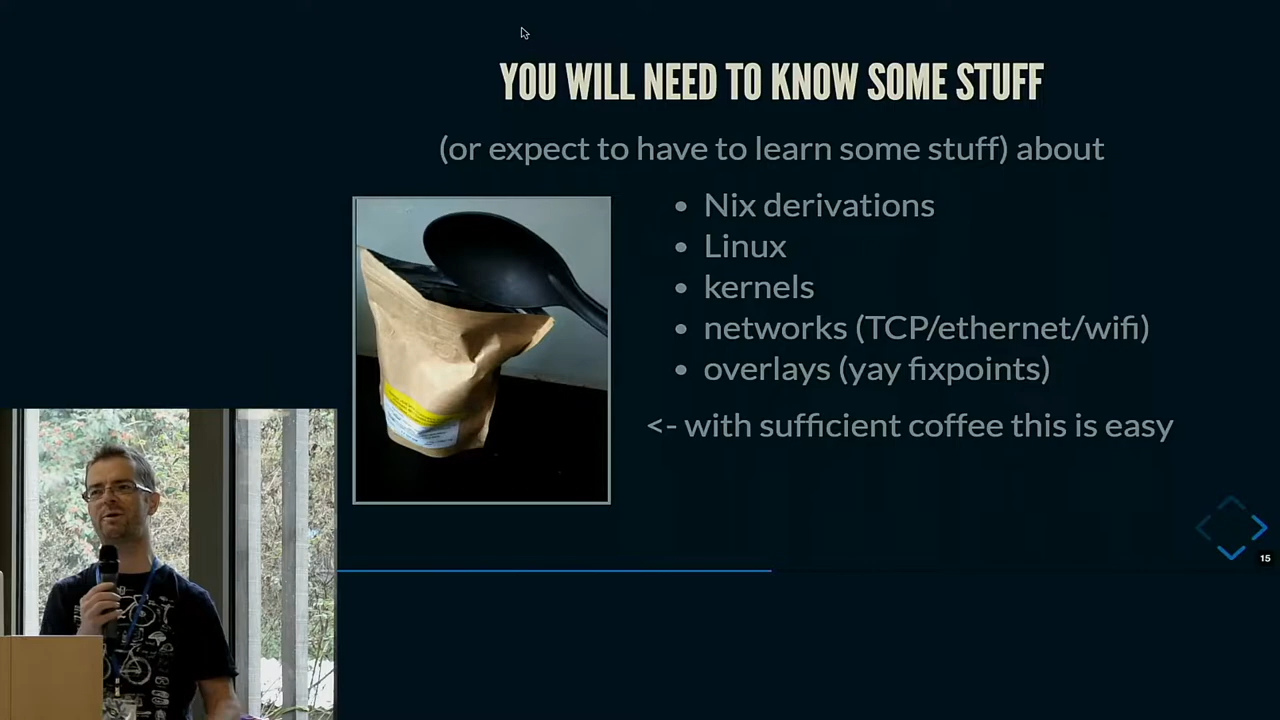 YOU WILL NEED TO KNOW SOME STUFF
(or expect to have to learn some stuff) about
• Nix derivations
• Linux
• kernels
• networks (TCP/ethernet/wifi)
• overlays (yay fixpoints)
<- with sufficient coffee this is easy
15